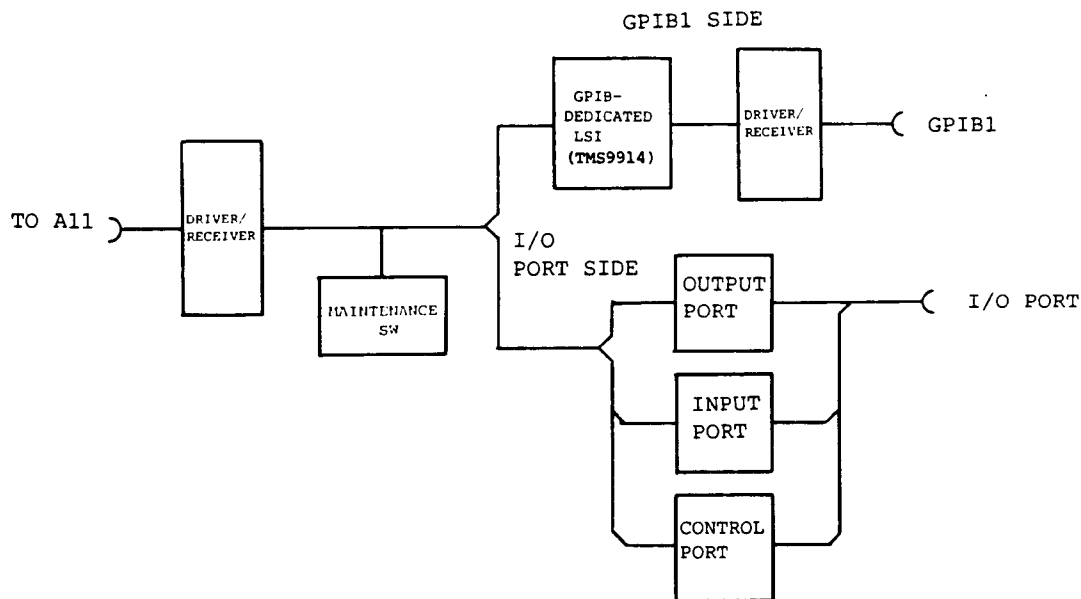 GPIB1 SIDE
GPIB-
DEDICATED
LSI
(TMS9914)
DRIVER/
RECEIVER
GPIB1
TO A11
DRIVER/
RECEIVER
MAINTENANCE
SW
I/O
PORT SIDE
OUTPUT
PORT
I/O PORT
INPUT
PORT
CONTROL
PORT